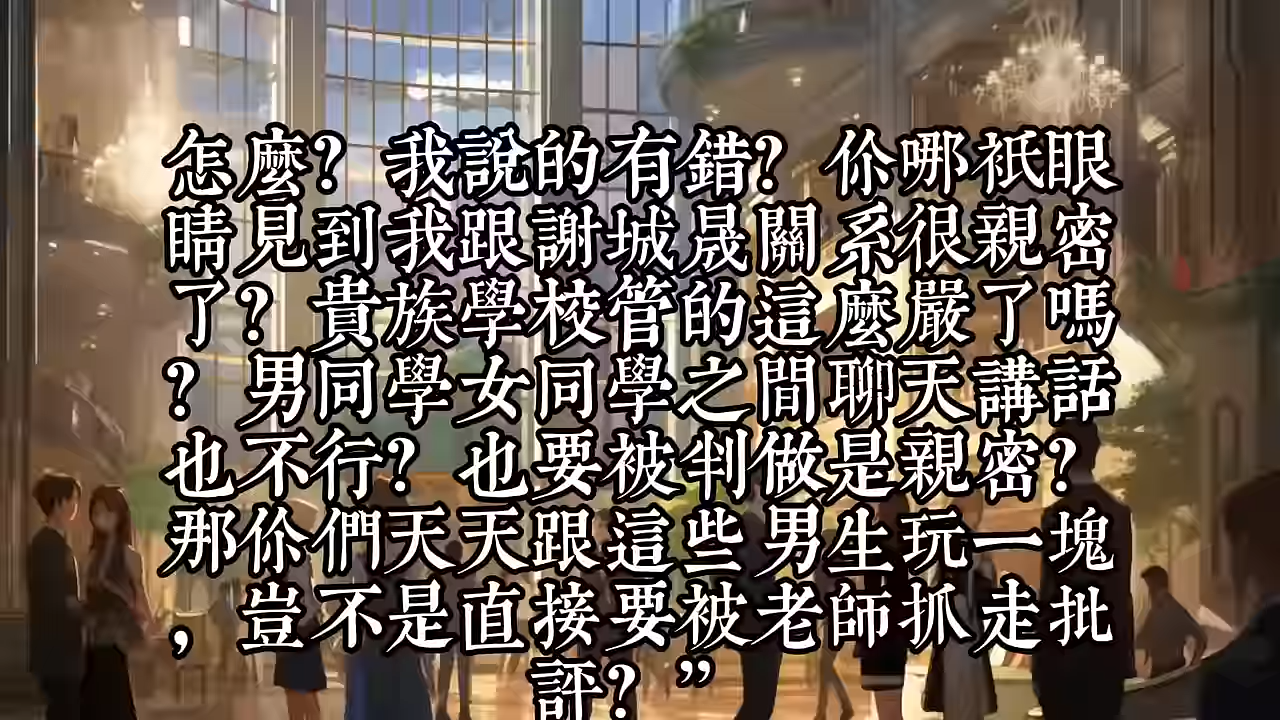 怎麼？我說的有錯？你哪衹眼
睛見到我跟謝城晟關系很親密
了？貴族學校管的這麼嚴了嗎
？男同學女同學之間聊天講話
也不行？也要被判做是親密？
那你們天天跟這些男生玩一塊
，豈不是直接要被老師抓走批
評？”